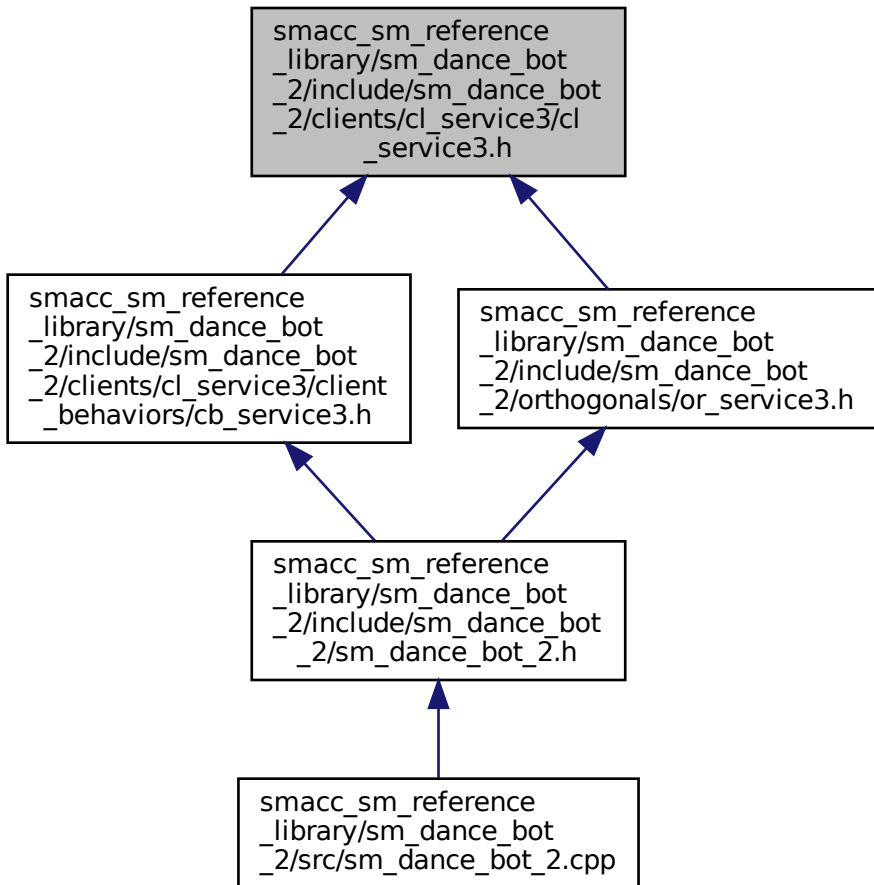 smacc_sm_reference
_library/sm_dance_bot
_2/include/sm_dance_bot
_2/clients/cl_service3/cl
_service3.h
smacc_sm_reference
_library/sm_dance_bot
_2/include/sm_dance_bot
_2/clients/cl_service3/client
_behaviors/cb_service3.h
smacc_sm_reference
_library/sm_dance_bot
_2/include/sm_dance_bot
_2/orthogonals/or_service3.h
smacc_sm_reference
_library/sm_dance_bot
_2/include/sm_dance_bot
_2/sm_dance_bot_2.h
smacc_sm_reference
_library/sm_dance_bot
_2/src/sm_dance_bot_2.cpp